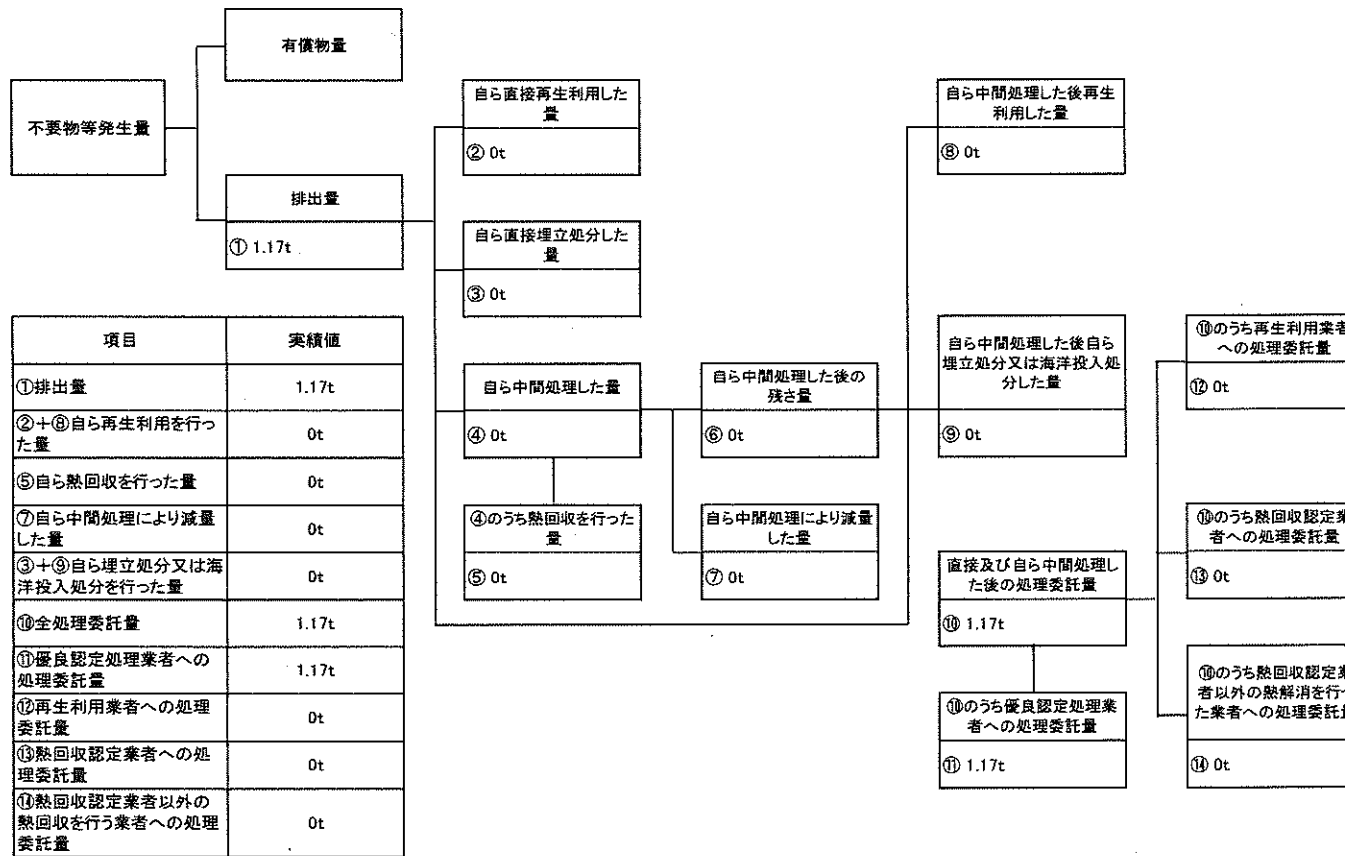 有償物量
不要物等発生量
排出量
① 1.17t
自ら直接再生利用した
量
② 0t
自ら直接埋立処分した
量
③ 0t
自ら中間処理した量
④ 0t
④のうち熱回収を行った
量
⑤ 0t
自ら中間処理した後の
残さ量
⑥ 0t
自ら中間処理により減量
した量
⑦ 0t
自ら中間処理した後再生
利用した量
⑧ 0t
自ら中間処理した後自ら
埋立処分又は海洋投入処
分した量
⑨ 0t
直接及び自ら中間処理し
た後の処理委託量
⑩ 1.17t
⑩のうち優良認定処理業
者への処理委託量
⑪ 1.17t
⑩のうち再生利用業者
への処理委託量
⑫ 0t
⑩のうち熱回収認定業
者への処理委託量
⑬ 0t
⑩のうち熱回収認定業
者以外の熱解消を行っ
た業者への処理委託量
⑭ 0t
項目 実績値
①排出量 1.17t
②＋⑧自ら再生利用を行っ
た量 0t
⑤自ら熱回収を行った量 0t
⑦自ら中間処理により減量
した量 0t
③＋⑨自ら埋立処分又は海
洋投入処分を行った量 0t
⑩全処理委託量 1.17t
⑪優良認定処理業者への
処理委託量 1.17t
⑫再生利用業者への処理
委託量 0t
⑬熱回収認定業者への処
理委託量 0t
⑭熱回収認定業者以外の
熱回収を行う業者への処理
委託量 0t